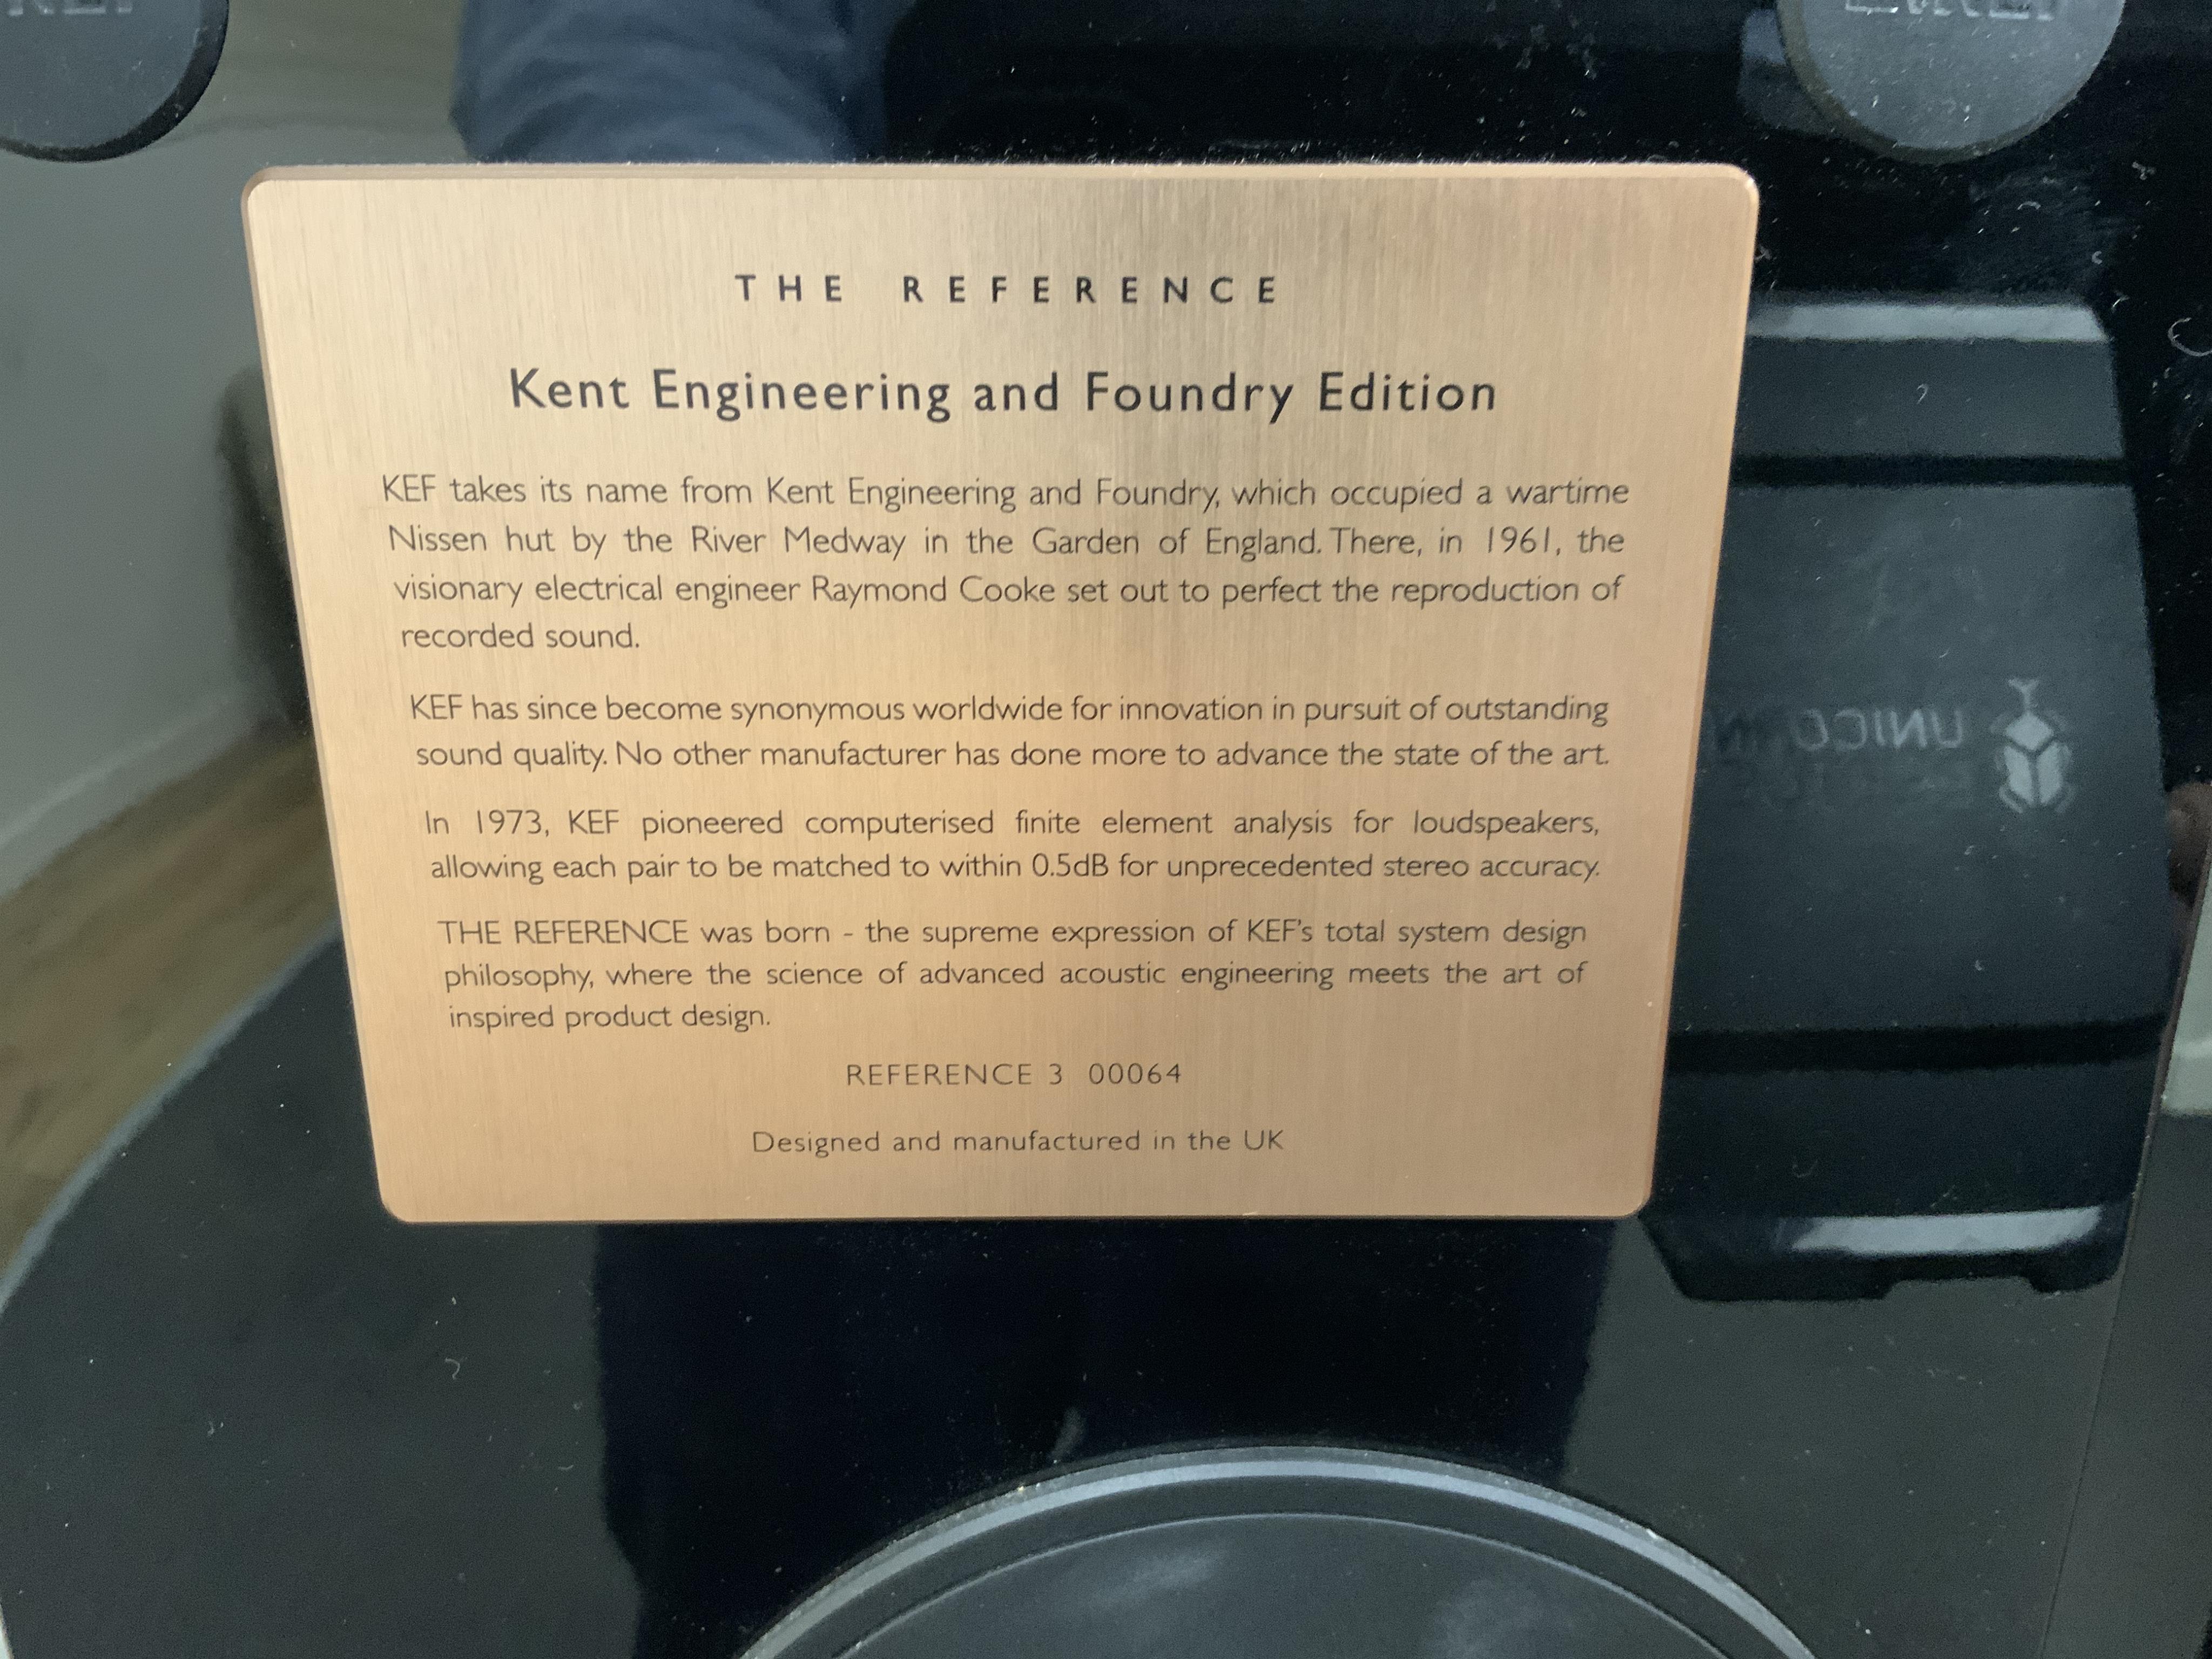 THE REFERENCE
Kent Engineering and Foundry Edition
KEF takes its name from Kent Engineering and Foundry, which occupied a wartime
Nissen hut by the River Medway in the Garden of England. There, in 1961, the
visionary electrical engineer Raymond Cooke set out to perfect the reproduction of
recorded sound.
KEF has since become synonymous worldwide for innovation in pursuit of outstanding
sound quality. No other manufacturer has done more to advance the state of the art.
In 1973, KEF pioneered computerised finite element analysis for loudspeakers,
allowing each pair to be matched to within 0.5dB for unprecedented stereo accuracy.
THE REFERENCE was born - the supreme expression of KEF's total system design
philosophy, where the science of advanced acoustic engineering meets the art of
inspired product design.
REFERENCE 3 00064
Designed and manufactured in the UK
UNICO